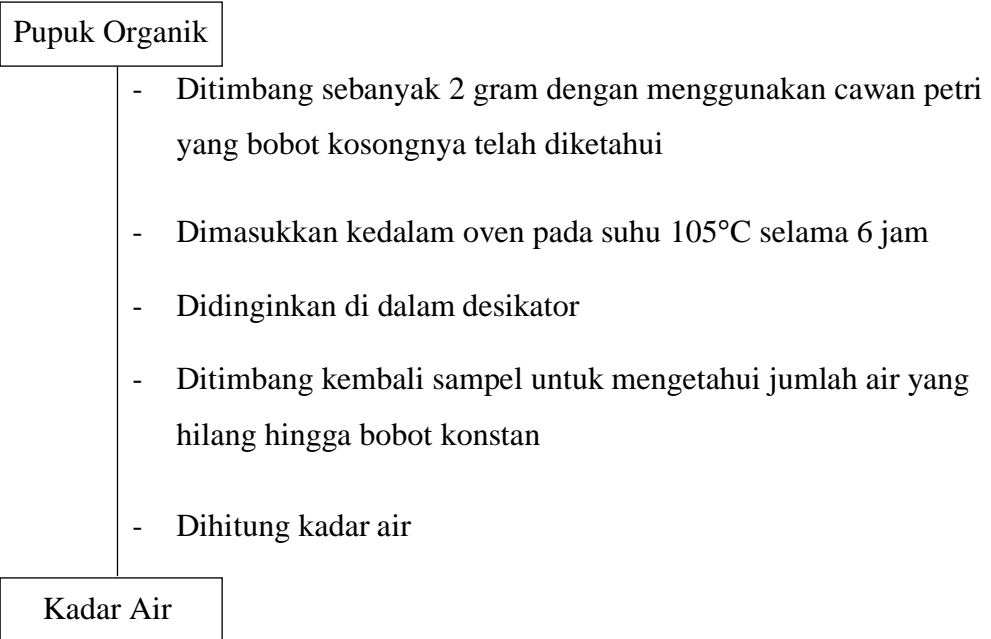 Pupuk Organik
- Ditimbang sebanyak 2 gram dengan menggunakan cawan petri
yang bobot kosongnya telah diketahui
- Dimasukkan kedalam oven pada suhu 105°C selama 6 jam
- Didinginkan di dalam desikator
- Ditimbang kembali sampel untuk mengetahui jumlah air yang
hilang hingga bobot konstan
- Dihitung kadar air
Kadar Air